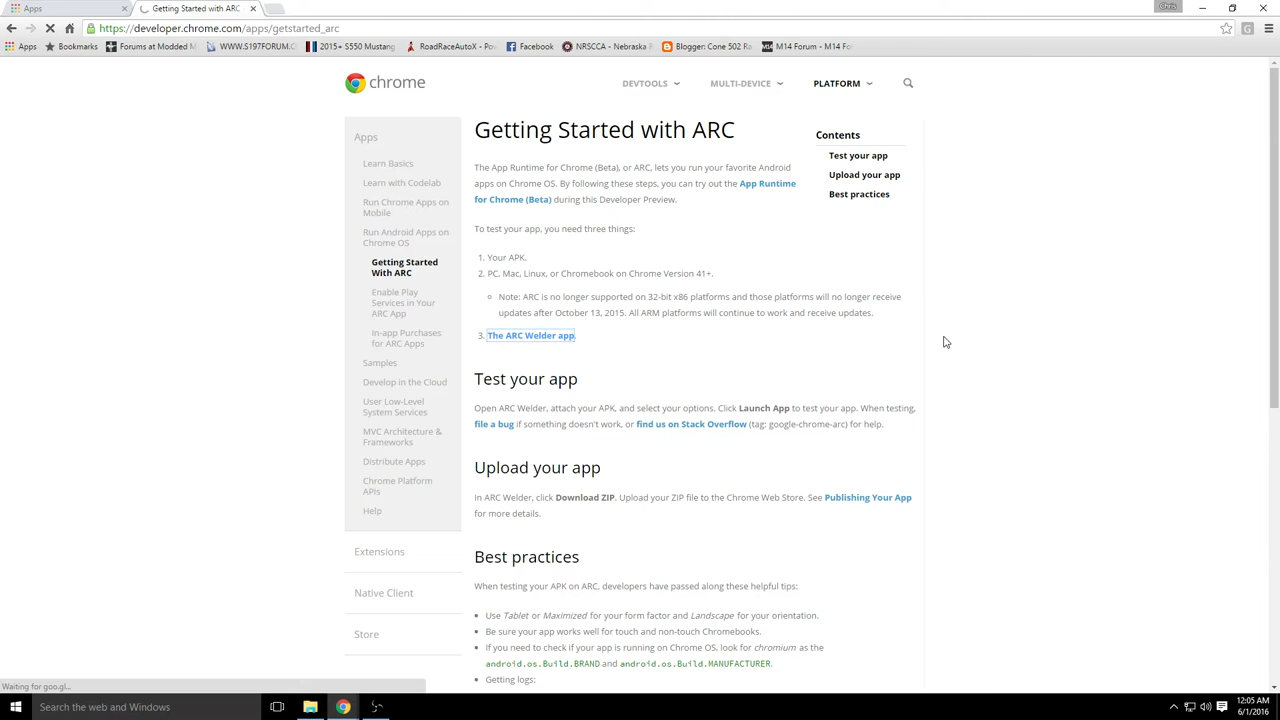 Apps
Getting Started with ARC
Chris
https://developer.chrome.com/apps/getstarted_arc
Apps
Bookmarks
Forums at Modded M
WWW.S197FORUM.C
2015+ S550 Mustang
RoadRaceAutoX - Po
Facebook
NRSCCA - Nebraska R
Blogger: Cone 502 Ra
M14 Forum - M14 For
chrome
DEVTOOLS
MULTI-DEVICE
PLATFORM
Apps
Learn Basics
Learn with Codelab
Run Chrome Apps on
Mobile
Run Android Apps on
Chrome OS
Getting Started
With ARC
Enable Play
Services in Your
ARC App
In-app Purchases
for ARC Apps
Samples
Develop in the Cloud
User Low-Level
System Services
MVC Architecture &
Frameworks
Distribute Apps
Chrome Platform
APIs
Help
Extensions
Native Client
Store
Getting Started with ARC
The App Runtime for Chrome (Beta), or ARC, lets you run your favorite Android
apps on Chrome OS. By following these steps, you can try out the App Runtime
for Chrome (Beta) during this Developer Preview.
To test your app, you need three things:
1. Your APK.
2. PC, Mac, Linux, or Chromebook on Chrome Version 41+.
Note: ARC is no longer supported on 32-bit x86 platforms and those platforms will no longer receive
updates after October 13, 2015. All ARM platforms will continue to work and receive updates.
3. The ARC Welder app.
Test your app
Open ARC Welder, attach your APK, and select your options. Click Launch App to test your app. When testing,
file a bug if something doesn't work, or find us on Stack Overflow (tag: google-chrome-arc) for help.
Upload your app
In ARC Welder, click Download ZIP. Upload your ZIP file to the Chrome Web Store. See Publishing Your App
for more details.
Best practices
When testing your APK on ARC, developers have passed along these helpful tips:
Use Tablet or Maximized for your form factor and Landscape for your orientation.
Be sure your app works well for touch and non-touch Chromebooks.
If you need to check if your app is running on Chrome OS, look for chromium as the
android.os.Build.BRAND and android.os.Build.MANUFACTURER.
Getting logs:
Contents
Test your app
Upload your app
Best practices
Waiting for goo.gl...
Search the web and Windows
12:05 AM
6/1/2016